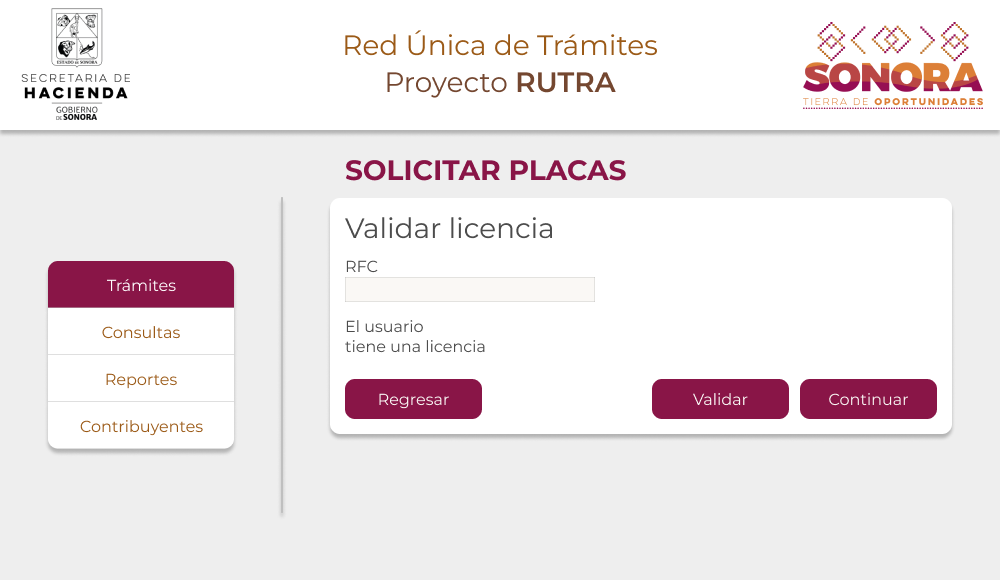 ESTADO DE SONORA
SECRETARIA DE
HACIENDA
GOBIERNO
DE SONORA
Red Única de Trámites
Proyecto RUTRA
SONORA
TIERRA DE OPORTUNIDADES
SOLICITAR PLACAS
Trámites
Consultas
Reportes
Contribuyentes
Validar licencia
RFC
El usuario
tiene una licencia
Regresar
Validar
Continuar